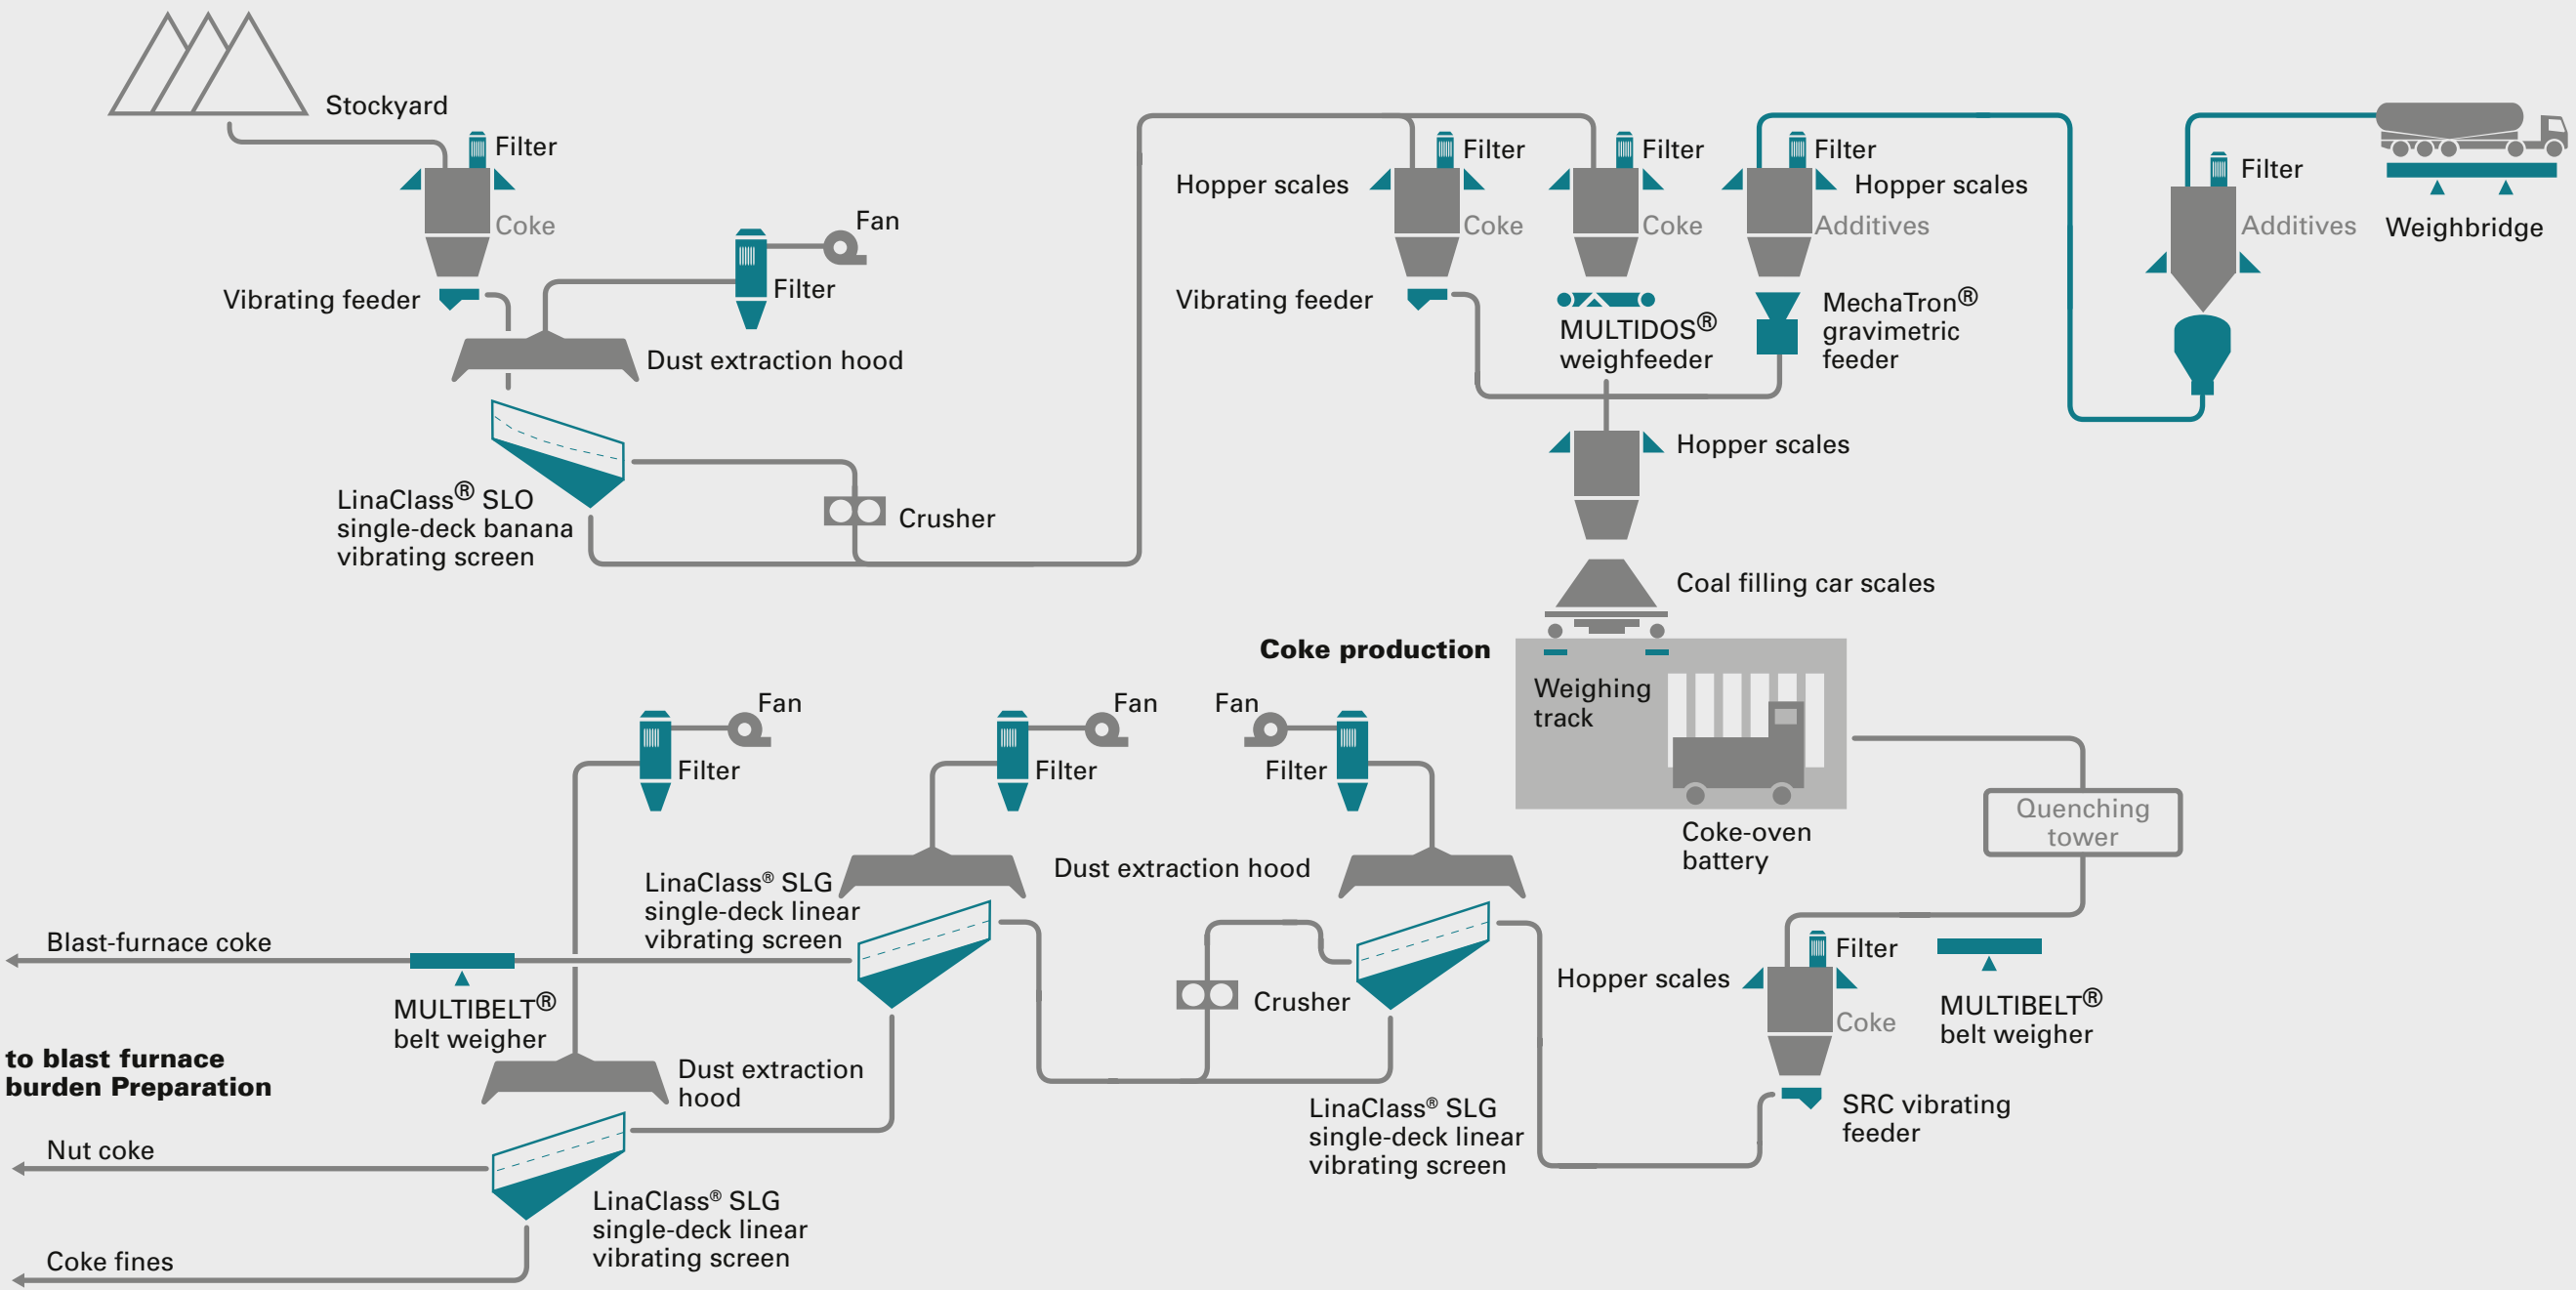 Stockyard
Filter
Coke
Vibrating feeder
Fan
Filter
Dust extraction hood
LinaClass® SLO
single-deck banana
vibrating screen
Crusher
Hopper scales
Filter
Coke
Vibrating feeder
Filter
Coke
MULTIDOS®
weighfeeder
Filter
Hopper scales
Additives
MechaTron®
gravimetric
feeder
Filter
Additives
Weighbridge
Hopper scales
Coal filling car scales
Coke production
Weighing
track
Coke-oven
battery
Quenching
tower
Filter
Hopper scales
Coke
MULTIBELT®
belt weigher
SRC vibrating
feeder
Fan
Filter
Fan
Filter
Fan
Filter
Dust extraction hood
LinaClass® SLG
single-deck linear
vibrating screen
Crusher
LinaClass® SLG
single-deck linear
vibrating screen
Blast-furnace coke
MULTIBELT®
belt weigher
to blast furnace
burden Preparation
Dust extraction
hood
Nut coke
LinaClass® SLG
single-deck linear
vibrating screen
Coke fines